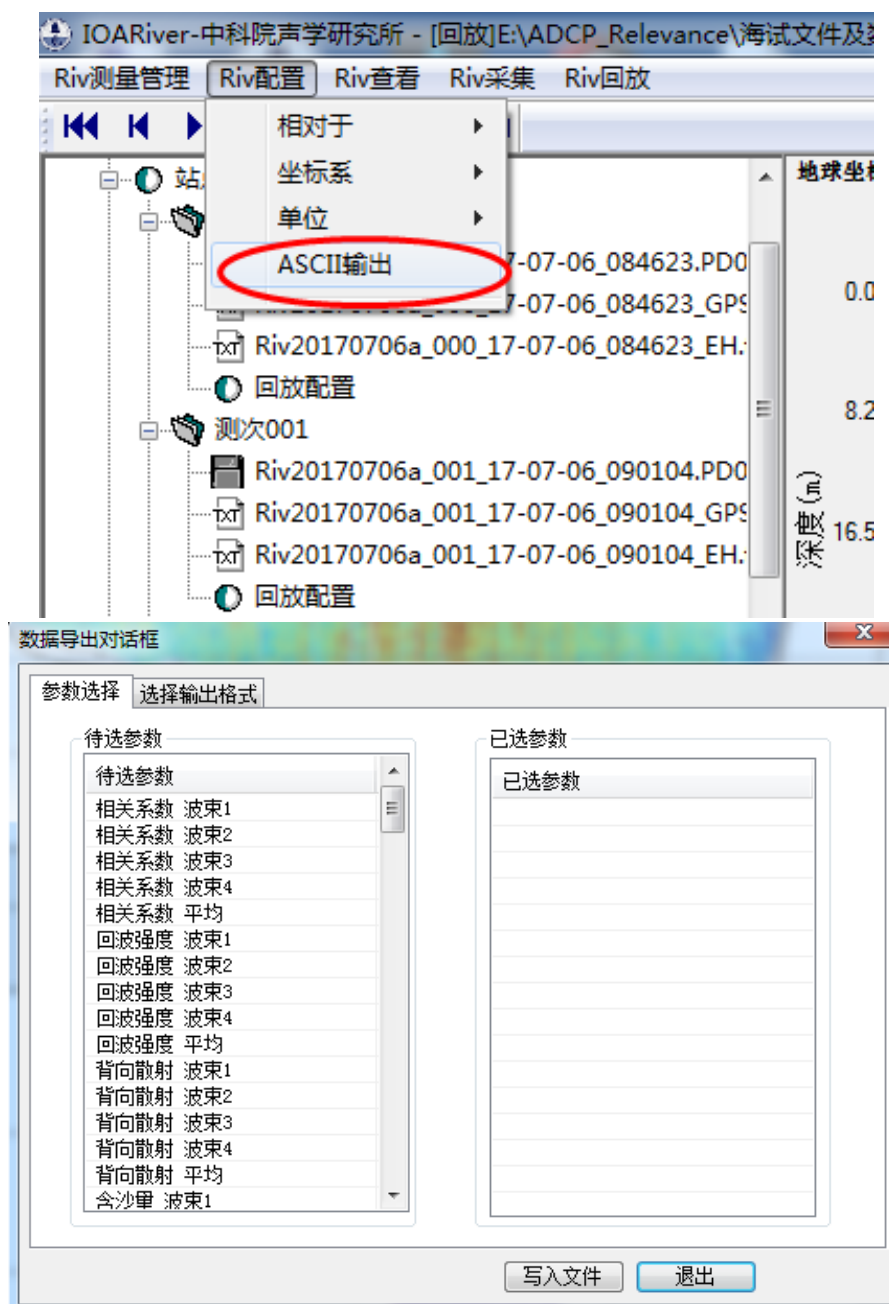 IOARiver-中科院声学研究所 - [回放]E:\ADCP_Relevance\海试文件及
Riv测量管理 Riv配置 Riv查看 Riv采集 Riv回放
相对于
坐标系
单位
ASCII输出
站
7-07-06_084623.PD0
Riv20170706a_000_17-07-06_084623_GPS
Riv20170706a_000_17-07-06_084623_EH.
回放配置
测次001
Riv20170706a_001_17-07-06_090104.PD0
Riv20170706a_001_17-07-06_090104_GPS
Riv20170706a_001_17-07-06_090104_EH.
回放配置
地球坐
0.0
8.2
16.5
深度(m)
数据导出对话框
参数选择 选择输出格式
待选参数
待选参数
相关系数 波束1
相关系数 波束2
相关系数 波束3
相关系数 波束4
相关系数 平均
回波强度 波束1
回波强度 波束2
回波强度 波束3
回波强度 波束4
回波强度 平均
背向散射 波束1
背向散射 波束2
背向散射 波束3
背向散射 波束4
背向散射 平均
含沙量 波束1
已选参数
已选参数
写入文件 退出